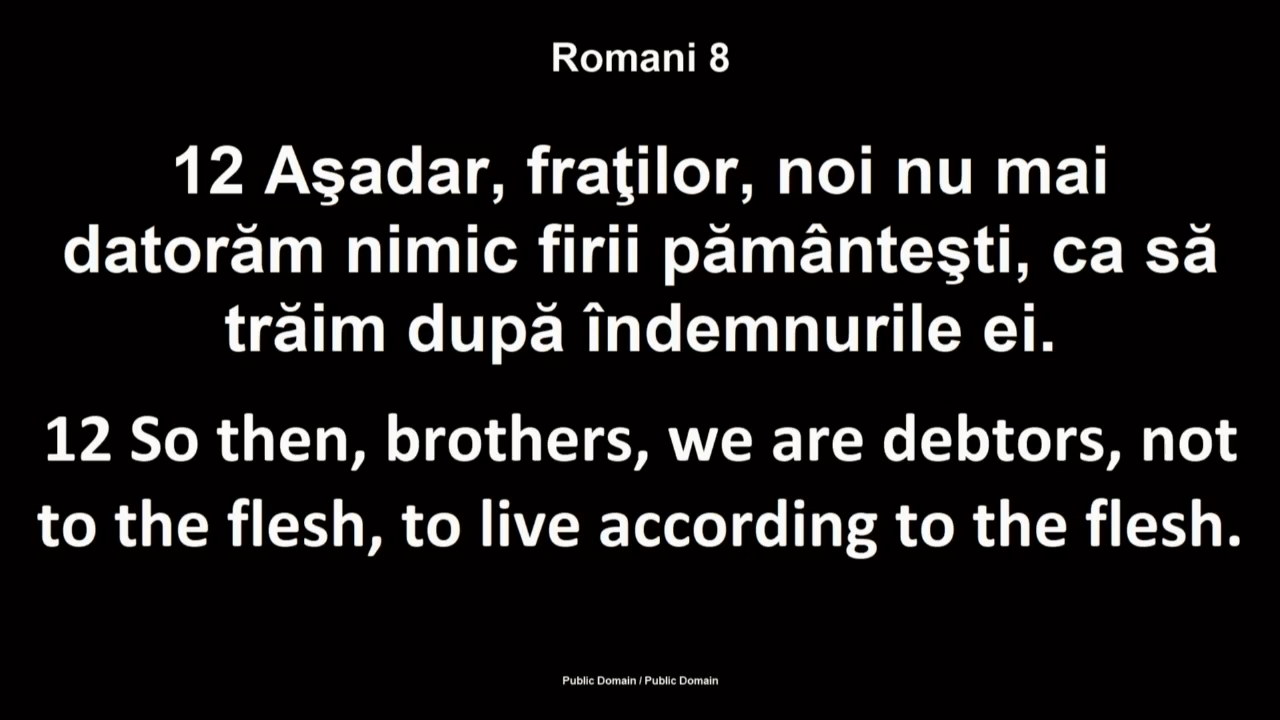 Romani 8
12 Aşadar, fraţilor, noi nu mai
datorăm nimic firii pământeşti, ca să
trăim după îndemnurile ei.
12 So then, brothers, we are debtors, not
to the flesh, to live according to the flesh.
Public Domain / Public Domain